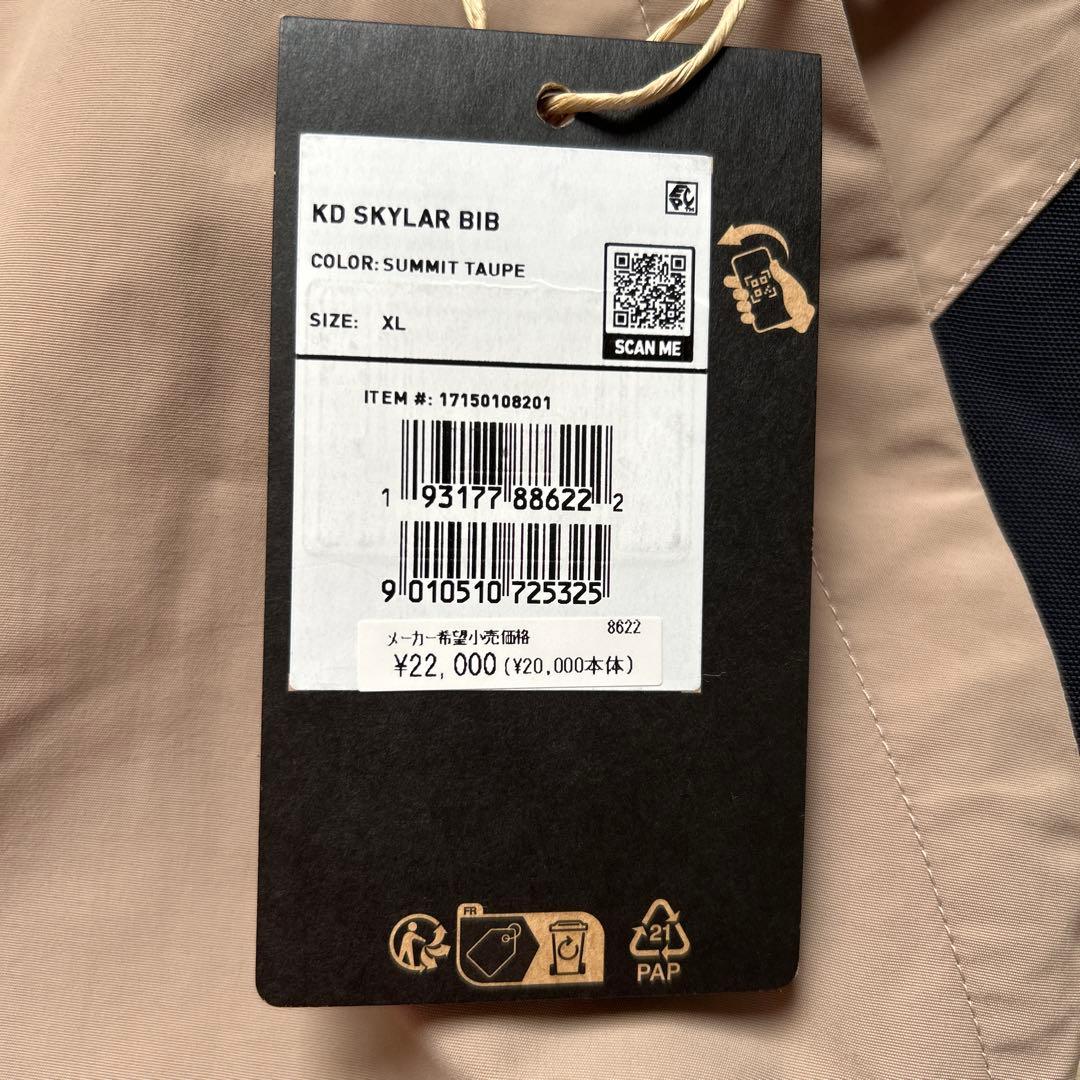 KD SKYLAR BIB
COLOR: SUMMIT TAUPE
SIZE: XL
SCAN ME
ITEM #: 17150108201
1 93177 88622 2
9 010510 725325
メーカー希望小売価格 8622
¥22,000 (¥20,000本体)
FR
21
PAP